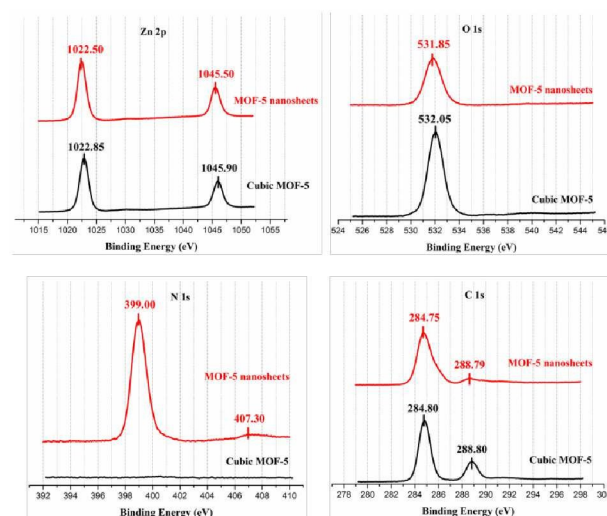 Zn 2p
1022.50
1045.50
MOF-5 nanosheets
1022.85
1045.90
Cubic MOF-5
1015 1020 1025 1030 1035 1040 1045 1050 1055
Binding Energy (eV)
O 1s
531.85
MOF-5 nanosheets
532.05
Cubic MOF-5
524 526 528 530 532 534 536 538 540 542 544
Binding Energy (eV)
N 1s
399.00
MOF-5 nanosheets
407.30
Cubic MOF-5
392 394 396 398 400 402 404 406 408 410
Binding Energy (eV)
C 1s
284.75
288.79
MOF-5 nanosheets
284.80
288.80
Cubic MOF-5
278 280 282 284 286 288 290 292 294 296 298
Binding Energy (eV)